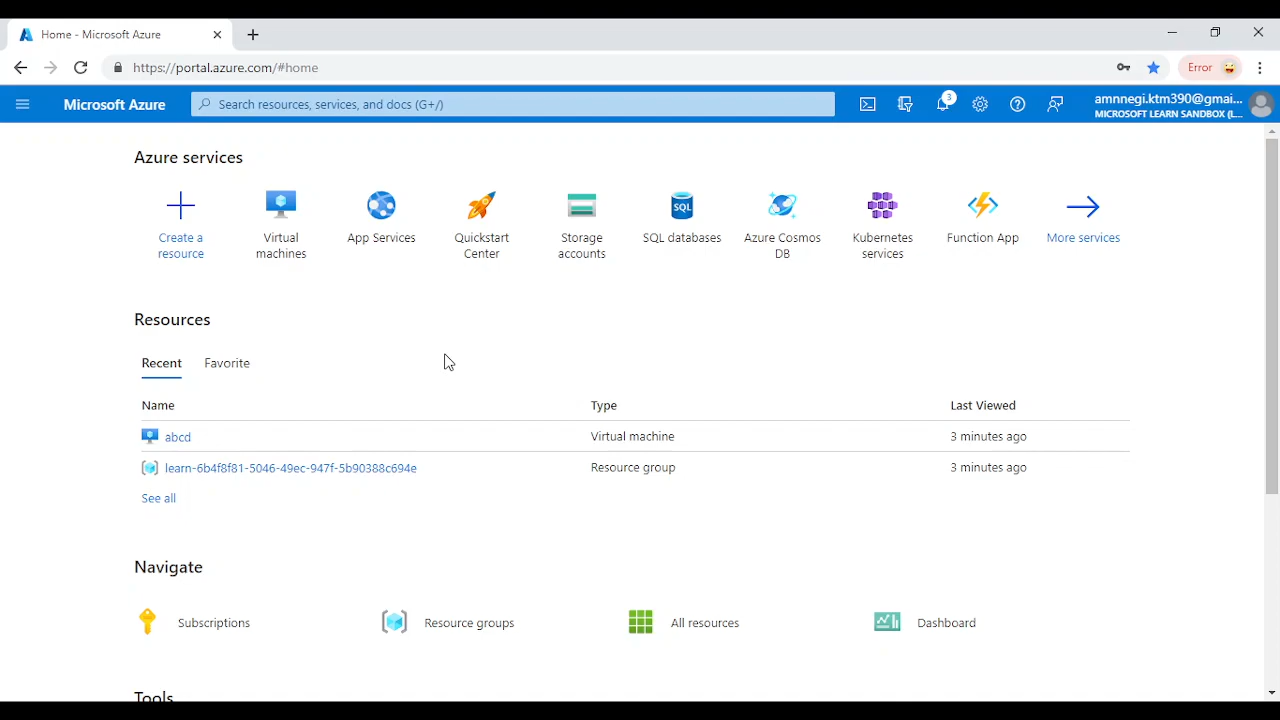 Home - Microsoft Azure
https://portal.azure.com/#home
Error
Microsoft Azure
Search resources, services, and docs (G+/)
3
amnnegi.ktm390@gmai...
MICROSOFT LEARN SANDBOX (L...
Azure services
Create a resource
Virtual machines
App Services
Quickstart Center
Storage accounts
SQL
SQL databases
Azure Cosmos DB
Kubernetes services
Function App
More services
Resources
Recent Favorite
Name Type Last Viewed
abcd Virtual machine 3 minutes ago
learn-6b4f8f81-5046-49ec-947f-5b90388c694e Resource group 3 minutes ago
See all
Navigate
Subscriptions Resource groups All resources Dashboard
Tools